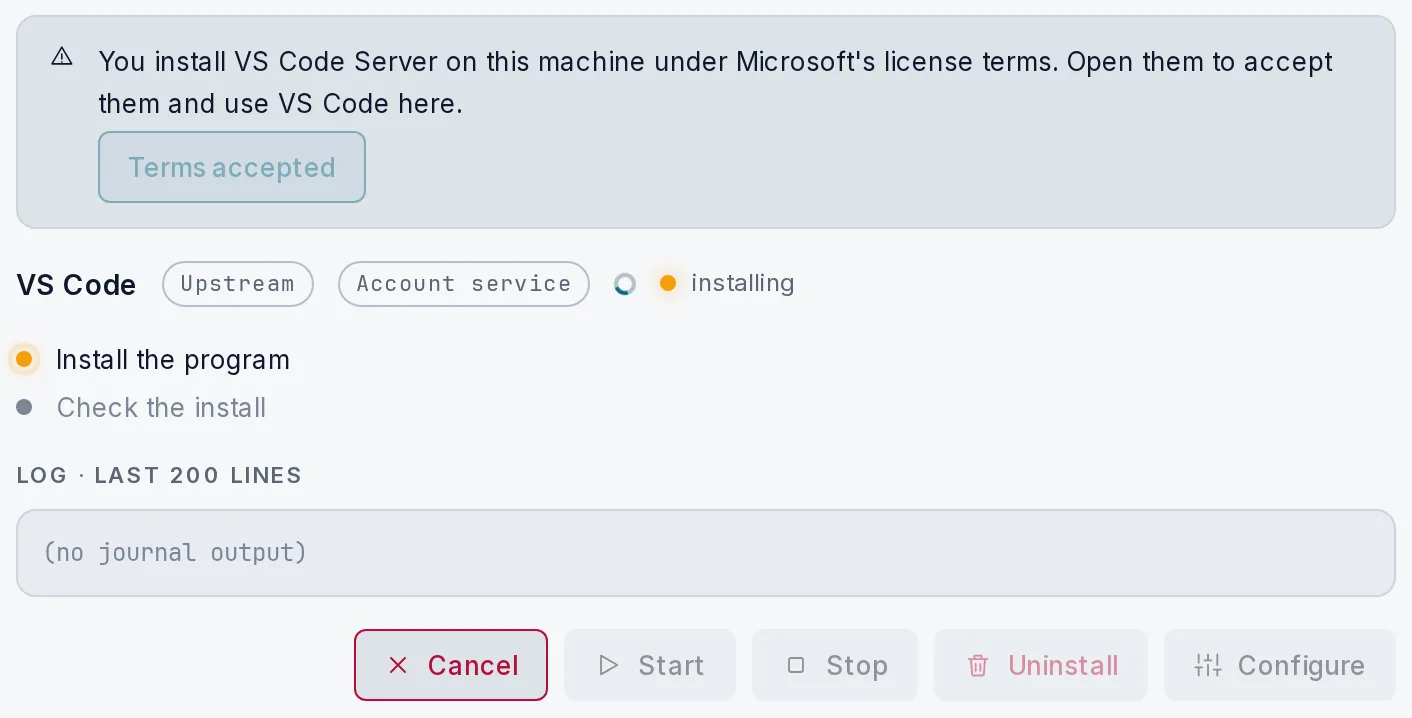 You install VS Code Server on this machine under Microsoft's license terms. Open them to accept
them and use VS Code here.
Terms accepted
VS Code Upstream Account service installing
Install the program
Check the install
LOG · LAST 200 LINES
(no journal output)
Cancel Start Stop Uninstall Configure